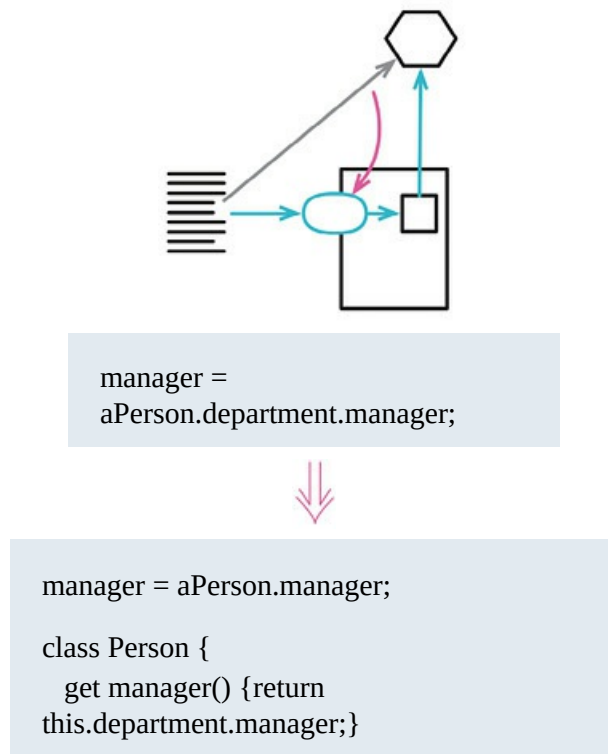 manager =
aPerson.department.manager;
manager = aPerson.manager;
class Person {
get manager() {return
this.department.manager;}